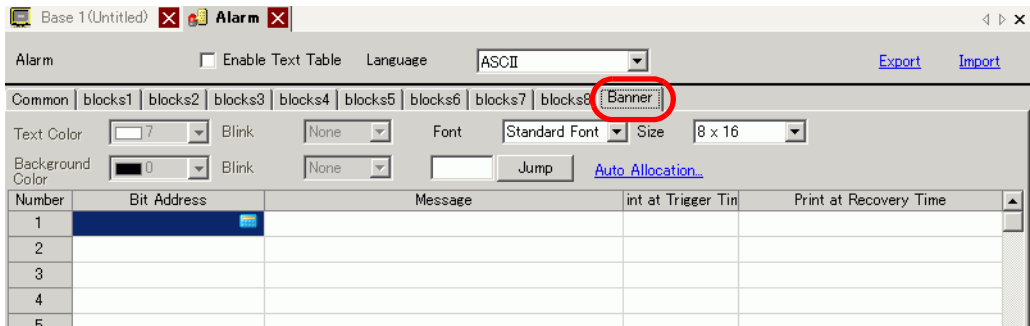 Base 1(Untitled) Alarm
Alarm Enable Text Table Language ASCII Export Import
Common blocks1 blocks2 blocks3 blocks4 blocks5 blocks6 blocks7 blocks8 Banner
Text Color 7 Blink None Font Standard Font Size 8 x 16
Background Color 0 Blink None Jump Auto Allocation...
Number Bit Address Message int at Trigger Tin Print at Recovery Time
1
2
3
4
5